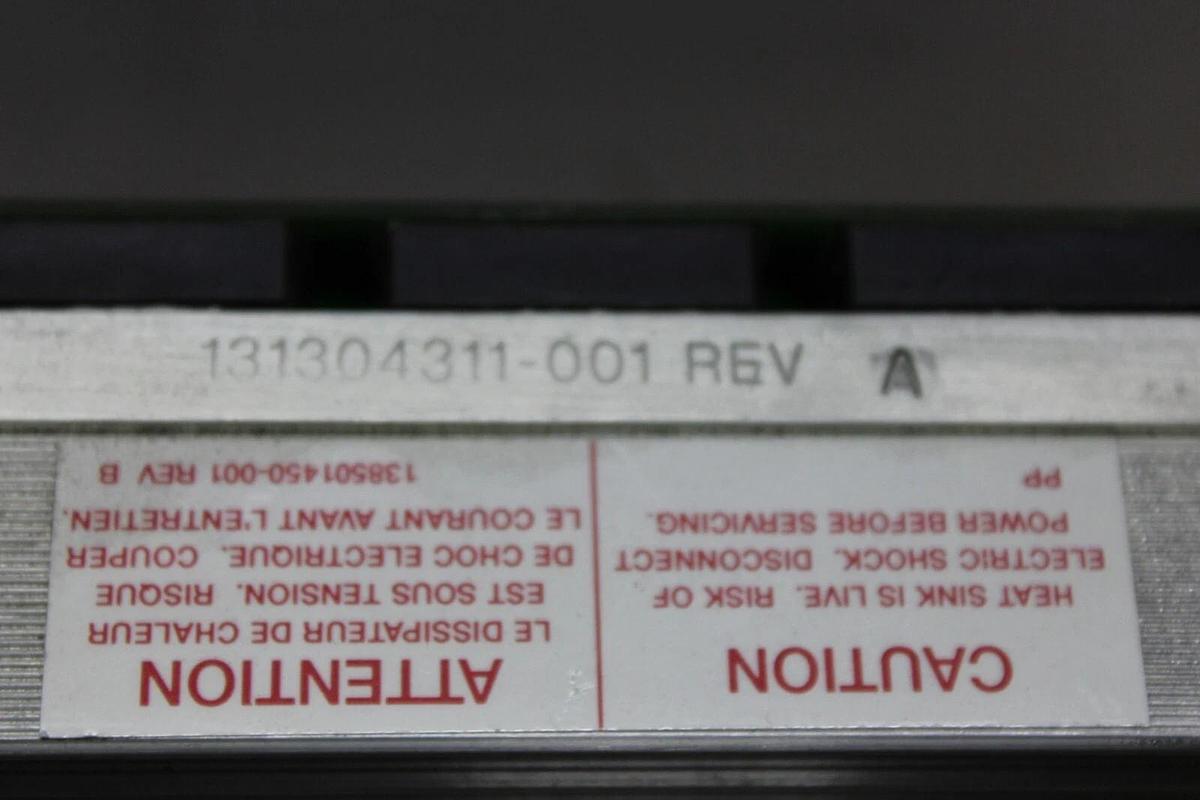 131304311-001 REV A
CAUTION
HEAT SINK IS LIVE. RISK OF
ELECTRIC SHOCK. DISCONNECT
POWER BEFORE SERVICING.
PP
ATTENTION
LE DISSIPATEUR DE CHALEUR
EST SOUS TENSION. RISQUE
DE CHOC ELECTRIQUE. COUPER
LE COURANT AVANT L'ENTRETIEN.
138501450-001 REV B